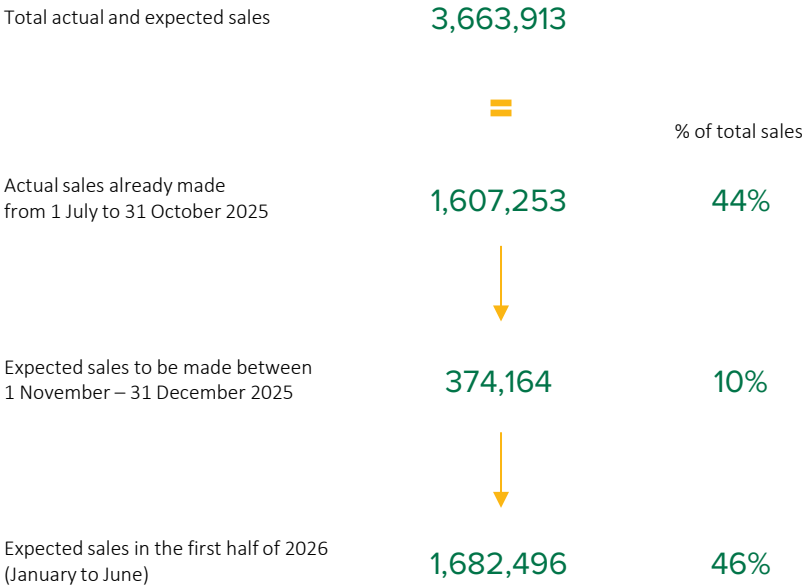 Total actual and expected sales
3,663,913
=
% of total sales
Actual sales already made
from 1 July to 31 October 2025
1,607,253
44%
Expected sales to be made between
1 November – 31 December 2025
374,164
10%
Expected sales in the first half of 2026
(January to June)
1,682,496
46%